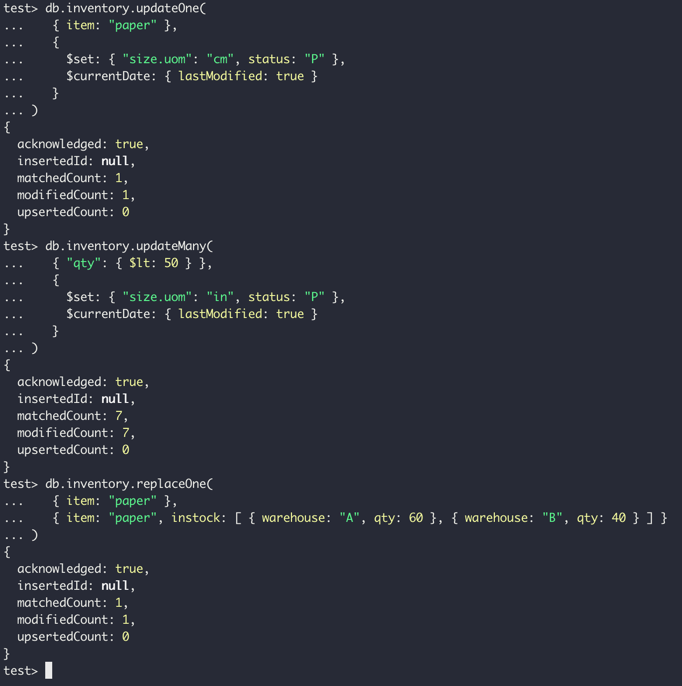 test> db.inventory.updateOne(
...    { item: "paper" },
...    {
...      $set: { "size.uom": "cm", status: "P" },
...      $currentDate: { lastModified: true }
...    }
... )
{
  acknowledged: true,
  insertedId: null,
  matchedCount: 1,
  modifiedCount: 1,
  upsertedCount: 0
}
test> db.inventory.updateMany(
...    { "qty": { $lt: 50 } },
...    {
...      $set: { "size.uom": "in", status: "P" },
...      $currentDate: { lastModified: true }
...    }
... )
{
  acknowledged: true,
  insertedId: null,
  matchedCount: 7,
  modifiedCount: 7,
  upsertedCount: 0
}
test> db.inventory.replaceOne(
...    { item: "paper" },
...    { item: "paper", instock: [ { warehouse: "A", qty: 60 }, { warehouse: "B", qty: 40 } ] }
... )
{
  acknowledged: true,
  insertedId: null,
  matchedCount: 1,
  modifiedCount: 1,
  upsertedCount: 0
}
test>